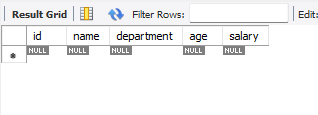 Result Grid Filter Rows: Edit:
id name department age salary
NULL NULL NULL NULL NULL